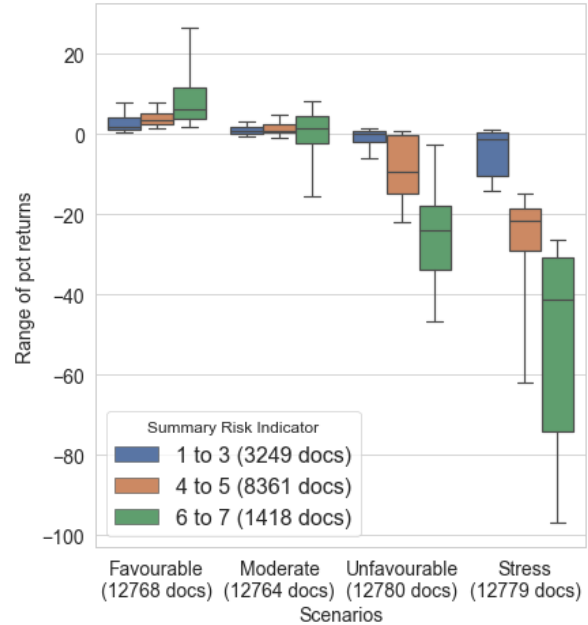 Range of pct returns
20
0
−20
−40
−60
−80
−100
Summary Risk Indicator
1 to 3 (3249 docs)
4 to 5 (8361 docs)
6 to 7 (1418 docs)
Favourable
(12768 docs)
Moderate
(12764 docs)
Unfavourable
(12780 docs)
Stress
(12779 docs)
Scenarios